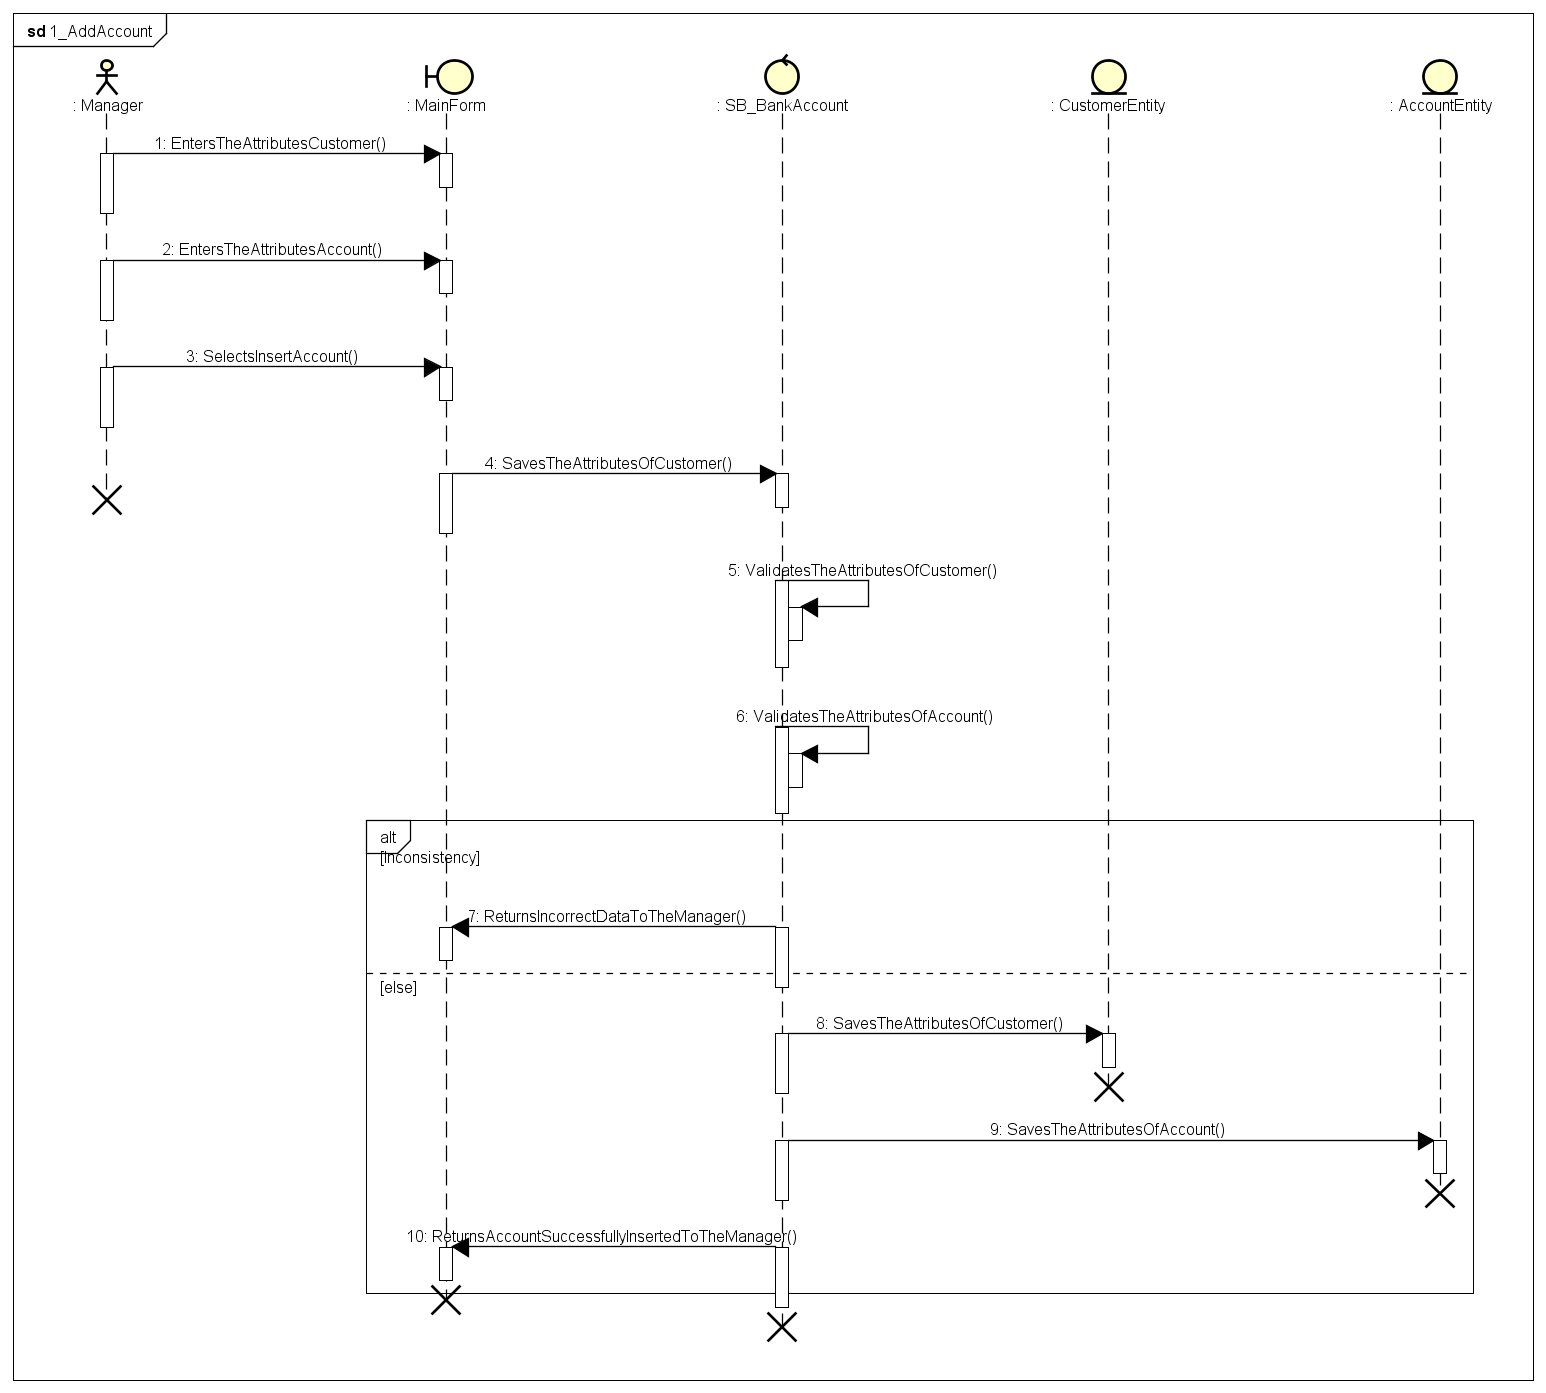 sd 1_AddAccount
: Manager
: MainForm
: SB_BankAccount
: CustomerEntity
: AccountEntity
1: EntersTheAttributesCustomer()
2: EntersTheAttributesAccount()
3: SelectsInsertAccount()
4: SavesTheAttributesOfCustomer()
5: ValidatesTheAttributesOfCustomer()
6: ValidatesTheAttributesOfAccount()
alt
[Inconsistency]
7: ReturnsIncorrectDataToTheManager()
[else]
8: SavesTheAttributesOfCustomer()
9: SavesTheAttributesOfAccount()
10: ReturnsAccountSuccessfullyInsertedToTheManager()